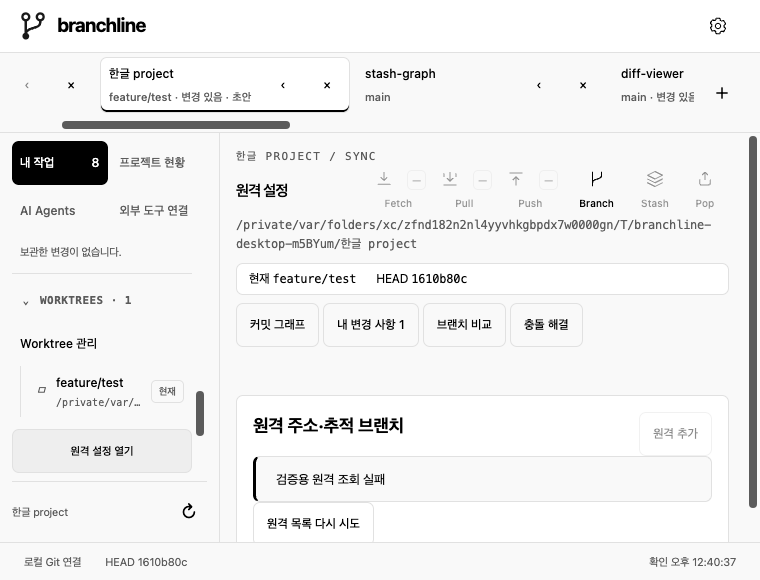 branchline
한글 project
feature/test · 변경 있음 · 초안
stash-graph
main
diff-viewer
main · 변경 있음
내 작업 8
프로젝트 현황
AI Agents
외부 도구 연결
보관한 변경이 없습니다.
WORKTREES · 1
Worktree 관리
feature/test
/private/var/…
현재
원격 설정 열기
한글 project
한글 PROJECT / SYNC
원격 설정
Fetch
Pull
Push
Branch
Stash
Pop
/private/var/folders/xc/zfnd182n2nl4yyvhkgbpdx7w0000gn/T/branchline-
desktop-m5BYum/한글 project
현재 feature/test HEAD 1610b80c
커밋 그래프
내 변경 사항 1
브랜치 비교
충돌 해결
원격 주소·추적 브랜치
원격 추가
검증용 원격 조회 실패
원격 목록 다시 시도
로컬 Git 연결
HEAD 1610b80c
확인 오후 12:40:37